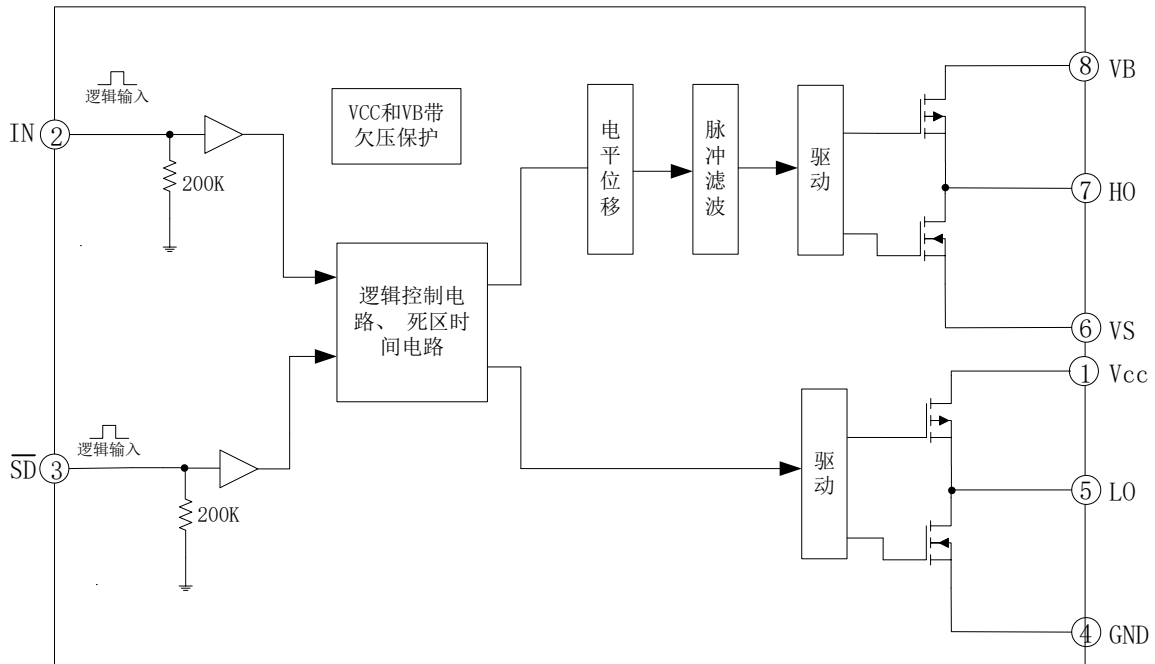 逻辑输入
IN
2
200K
VCC和VB带
欠压保护
电平位移
脉冲滤波
驱动
8
VB
7
HO
6
VS
逻辑控制电
路、 死区时
间电路
逻辑输入
SD
3
200K
驱动
1
Vcc
5
LO
4
GND